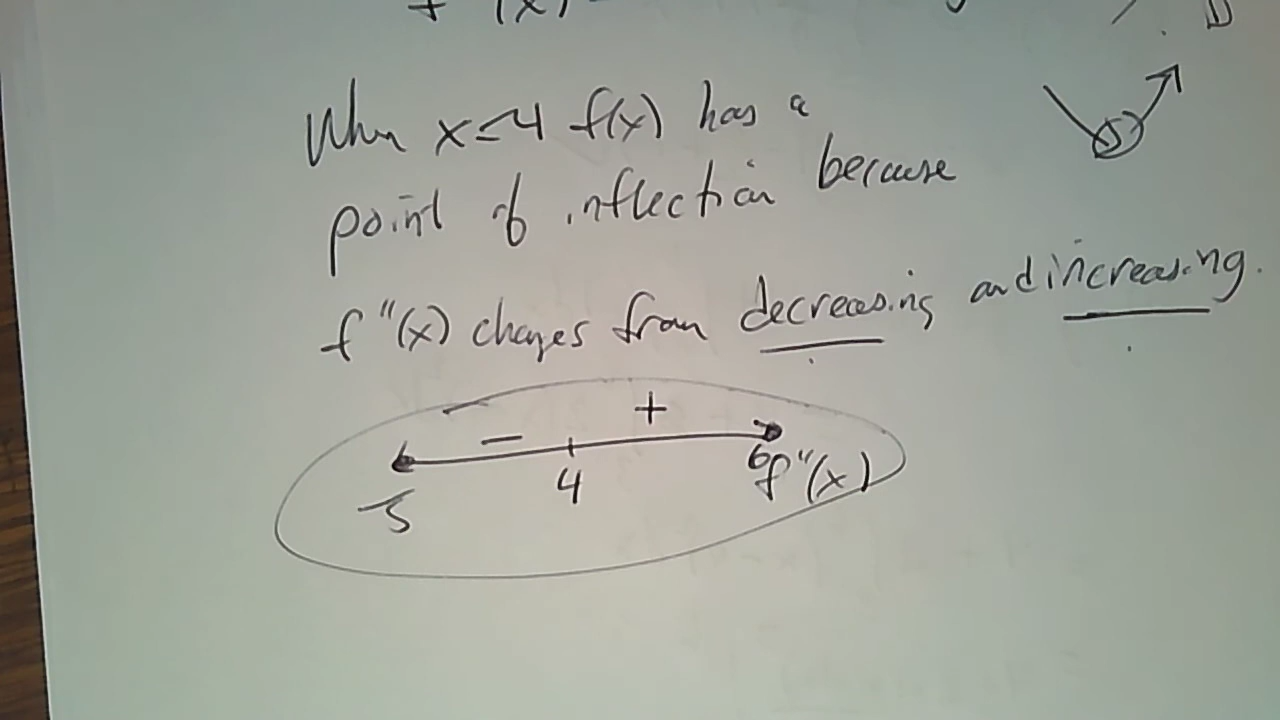 (x)
When x=4 f(x) has a
point of inflection because
f"(x) changes from decreasing and increasing.
- +
-5 4 6 f"(x)